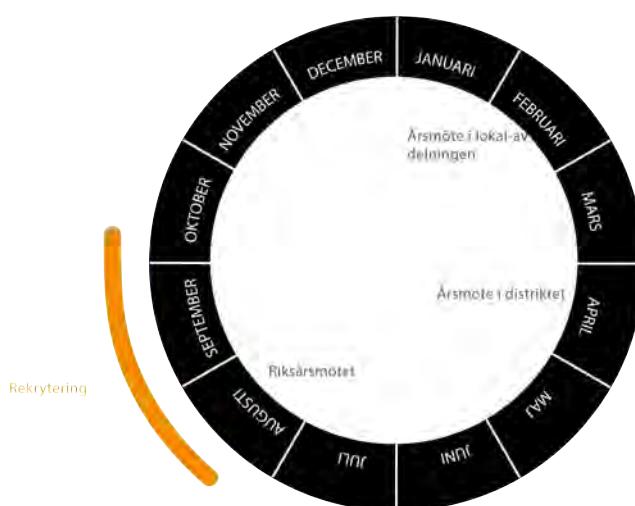 JANUARI
FEBRUARI
MARS
APRIL
MAJ
JUNI
JULI
AUGUSTI
SEPTEMBER
OKTOBER
NOVEMBER
DECEMBER
Årsmöte i lokal-av
delningen
Årsmöte i distriktet
Riksårsmötet
Rekrytering